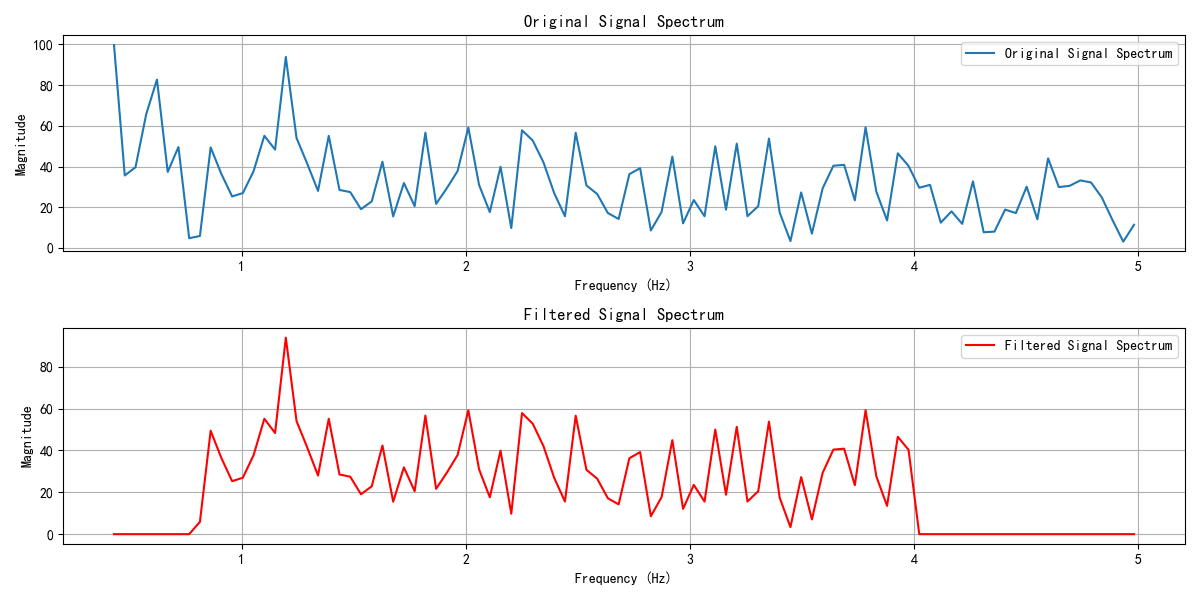 Original Signal Spectrum
Original Signal Spectrum
Magnitude
100
80
60
40
20
0
1 2 3 4 5
Frequency (Hz)
Filtered Signal Spectrum
Filtered Signal Spectrum
Magnitude
80
60
40
20
0
1 2 3 4 5
Frequency (Hz)